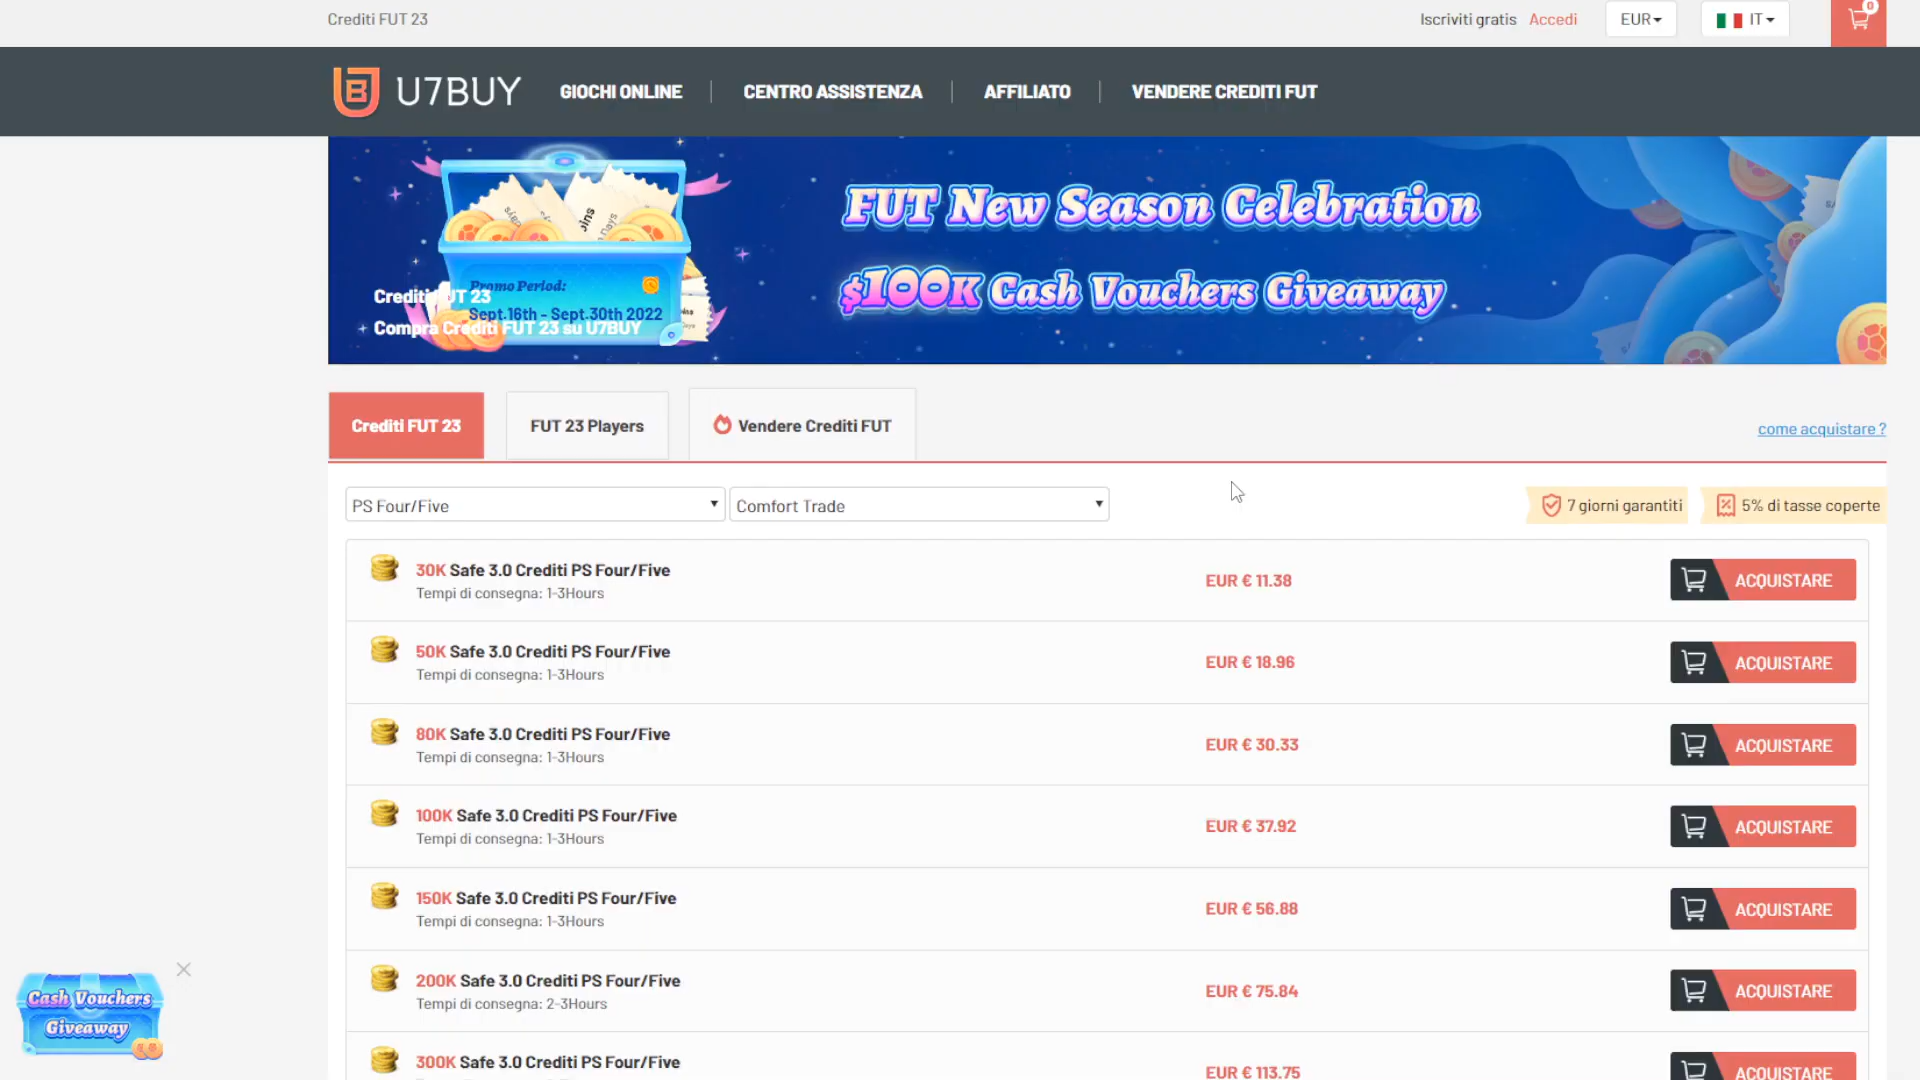 Crediti FUT 23
Iscriviti gratis Accedi EUR IT 0
U7BUY GIOCHI ONLINE CENTRO ASSISTENZA AFFILIATO VENDERE CREDITI FUT
FUT New Season Celebration
$100K Cash Vouchers Giveaway
Promo Period:
Crediti FUT 23
Sept.16th - Sept.30th 2022
Compra Crediti FUT 23 su U7BUY
Crediti FUT 23 FUT 23 Players Vendere Crediti FUT come acquistare ?
PS Four/Five Comfort Trade 7 giorni garantiti 5% di tasse coperte
30K Safe 3.0 Crediti PS Four/Five
Tempi di consegna: 1-3Hours
EUR € 11.38 ACQUISTARE
50K Safe 3.0 Crediti PS Four/Five
Tempi di consegna: 1-3Hours
EUR € 18.96 ACQUISTARE
80K Safe 3.0 Crediti PS Four/Five
Tempi di consegna: 1-3Hours
EUR € 30.33 ACQUISTARE
100K Safe 3.0 Crediti PS Four/Five
Tempi di consegna: 1-3Hours
EUR € 37.92 ACQUISTARE
150K Safe 3.0 Crediti PS Four/Five
Tempi di consegna: 1-3Hours
EUR € 56.88 ACQUISTARE
200K Safe 3.0 Crediti PS Four/Five
Tempi di consegna: 2-3Hours
EUR € 75.84 ACQUISTARE
300K Safe 3.0 Crediti PS Four/Five
EUR € 113.75 ACQUISTARE
Cash Vouchers
Giveaway